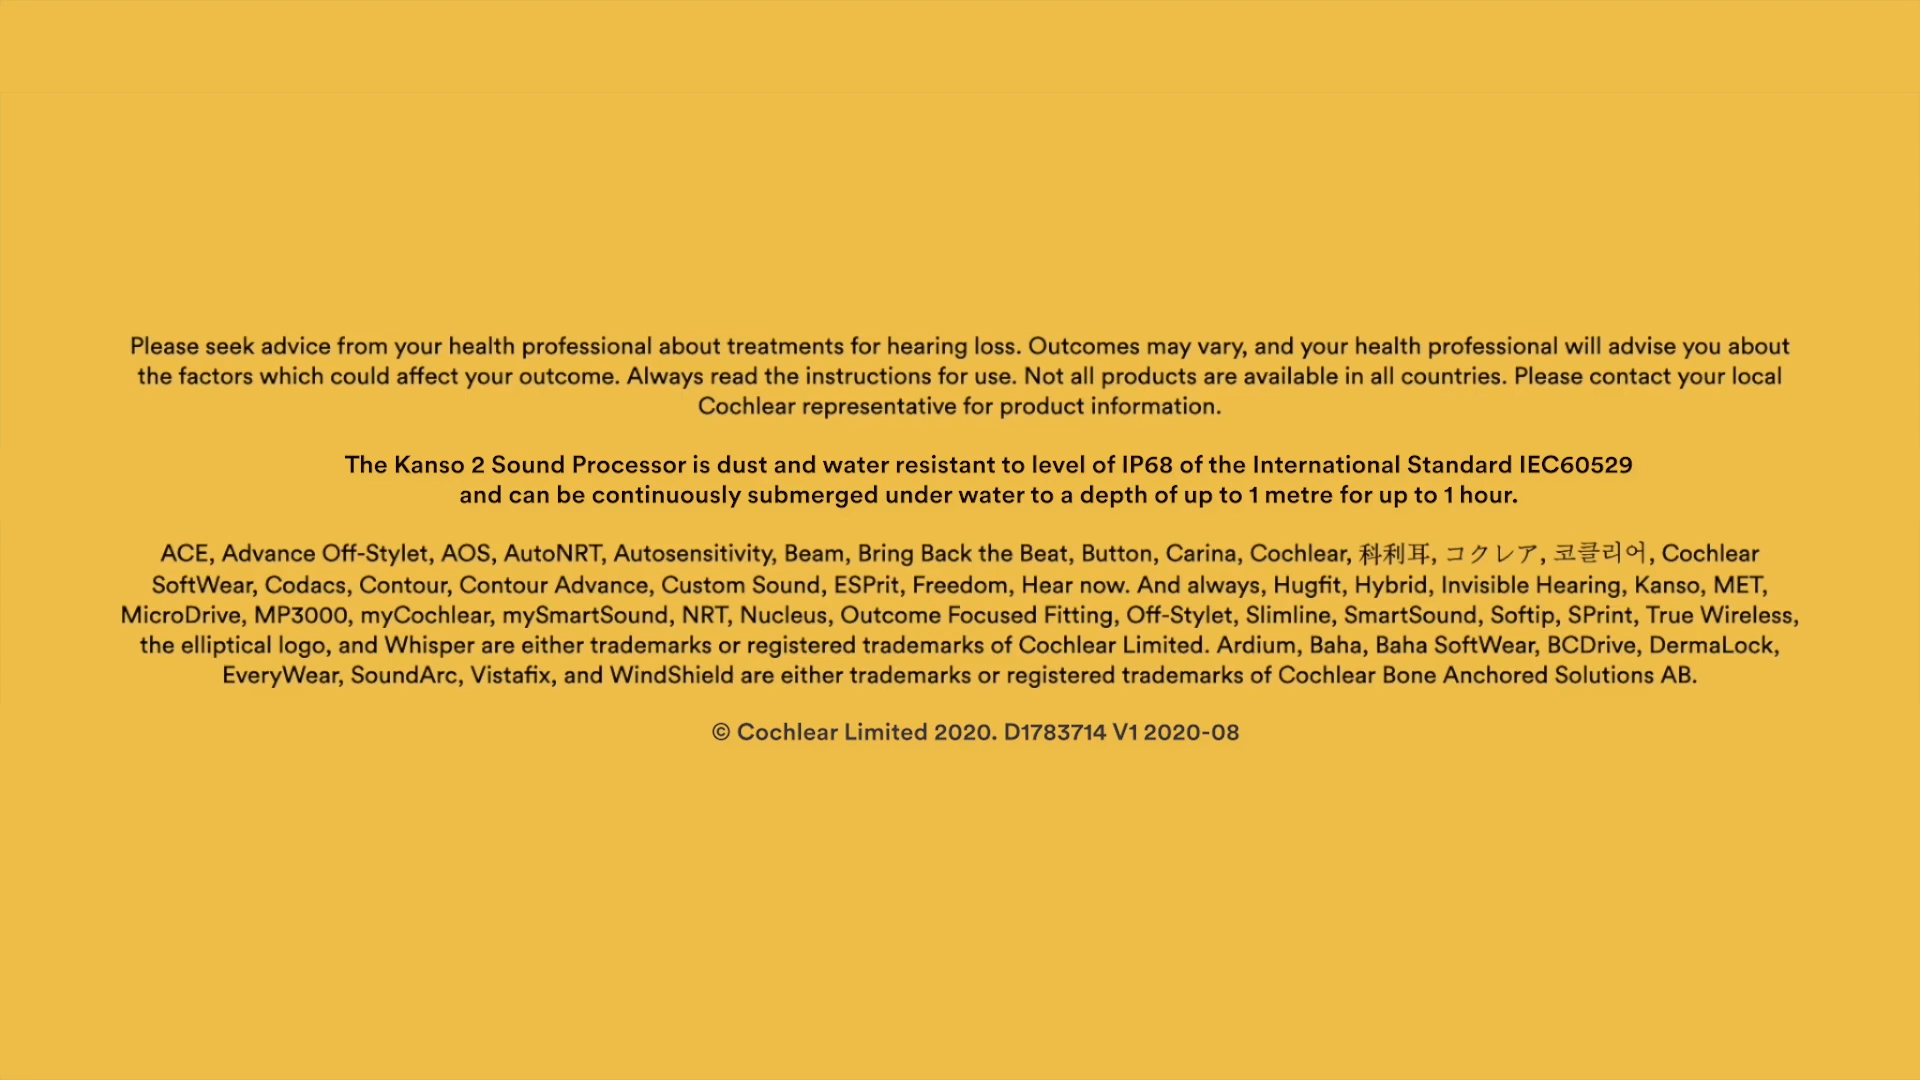 Please seek advice from your health professional about treatments for hearing loss. Outcomes may vary, and your health professional will advise you about
the factors which could affect your outcome. Always read the instructions for use. Not all products are available in all countries. Please contact your local
Cochlear representative for product information.
The Kanso 2 Sound Processor is dust and water resistant to level of IP68 of the International Standard IEC60529
and can be continuously submerged under water to a depth of up to 1 metre for up to 1 hour.
ACE, Advance Off-Stylet, AOS, AutoNRT, Autosensitivity, Beam, Bring Back the Beat, Button, Carina, Cochlear, 科利耳, コクレア, 코클리어, Cochlear
SoftWear, Codacs, Contour, Contour Advance, Custom Sound, ESPrit, Freedom, Hear now. And always, Hugfit, Hybrid, Invisible Hearing, Kanso, MET,
MicroDrive, MP3000, myCochlear, mySmartSound, NRT, Nucleus, Outcome Focused Fitting, Off-Stylet, Slimline, SmartSound, Softip, SPrint, True Wireless,
the elliptical logo, and Whisper are either trademarks or registered trademarks of Cochlear Limited. Ardium, Baha, Baha SoftWear, BCDrive, DermaLock,
EveryWear, SoundArc, Vistafix, and WindShield are either trademarks or registered trademarks of Cochlear Bone Anchored Solutions AB.
© Cochlear Limited 2020. D1783714 V1 2020-08